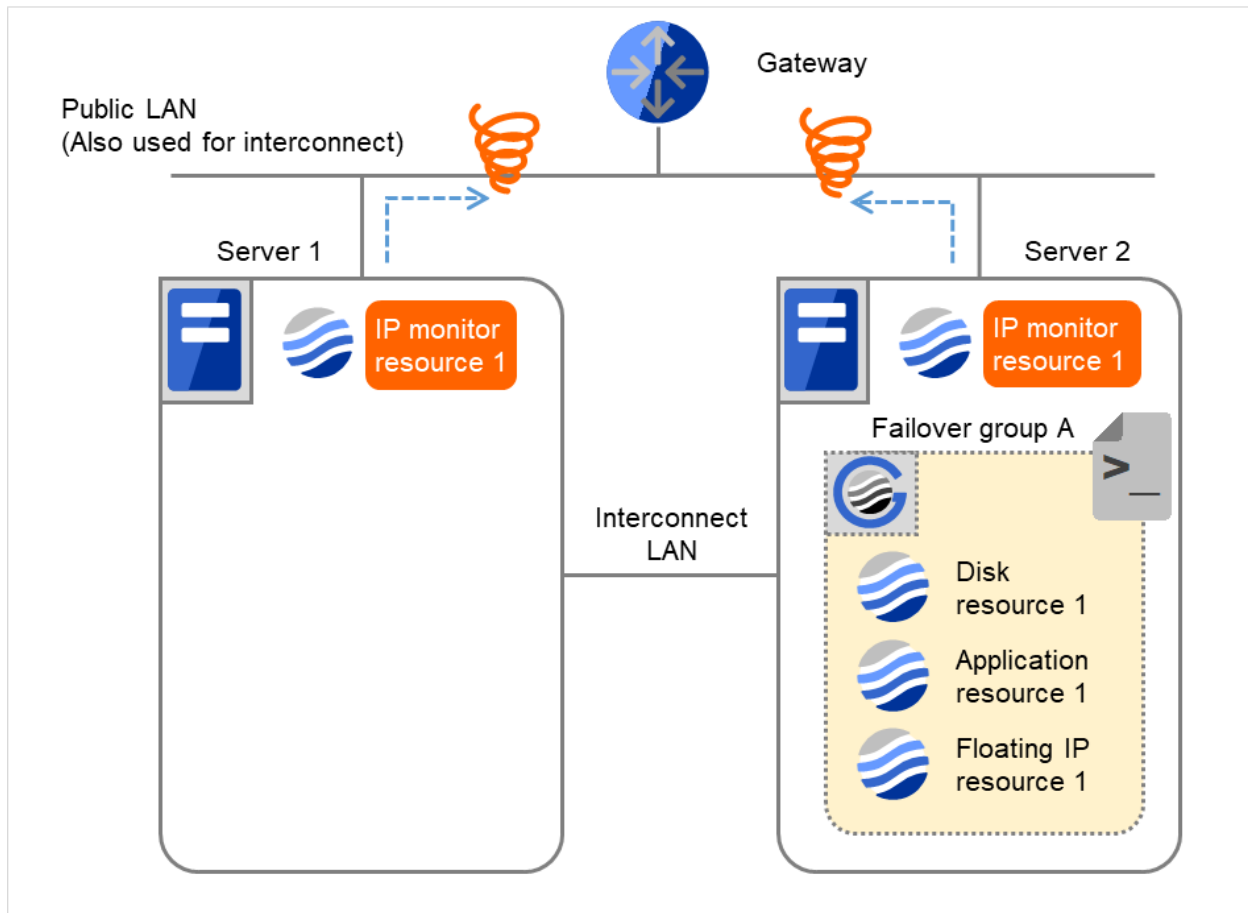 Gateway
Public LAN
(Also used for interconnect)
Server 1
Server 2
IP monitor
resource 1
IP monitor
resource 1
Failover group A
>_
Interconnect
LAN
Disk
resource 1
Application
resource 1
Floating IP
resource 1